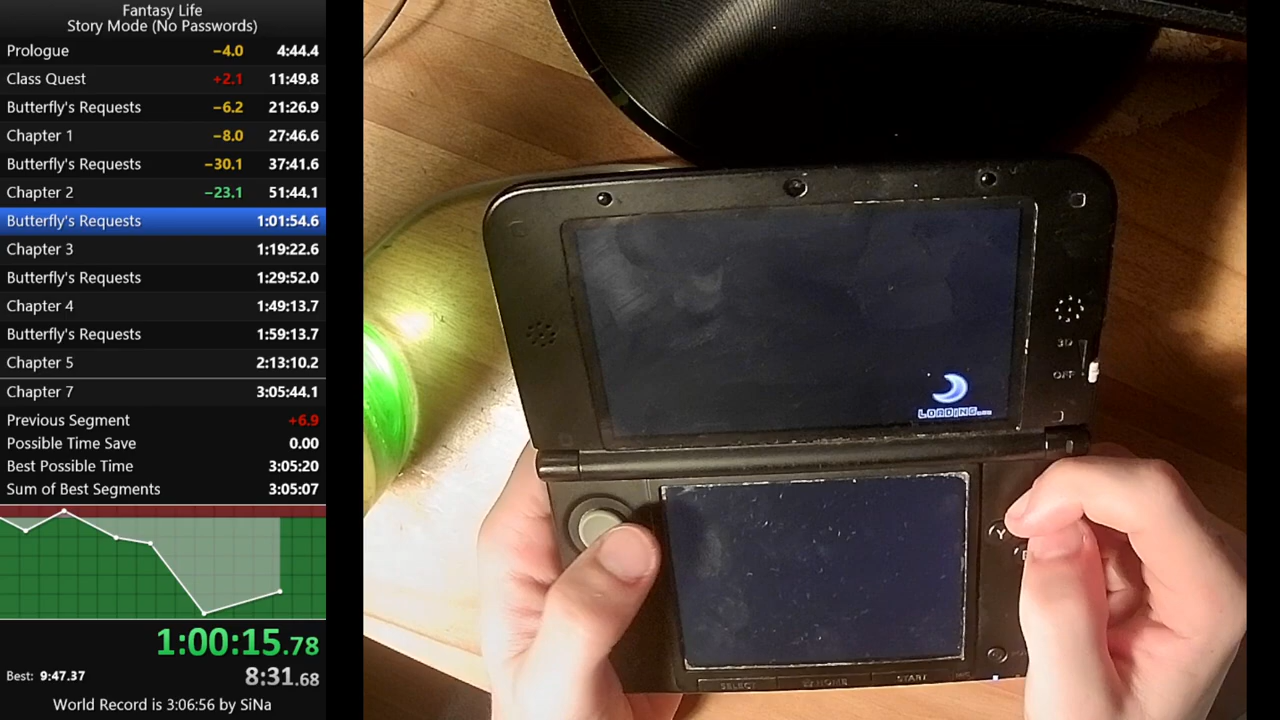 Fantasy Life
Story Mode (No Passwords)
Prologue −4.0 4:44.4
Class Quest +2.1 11:49.8
Butterfly's Requests −6.2 21:26.9
Chapter 1 −8.0 27:46.6
Butterfly's Requests −30.1 37:41.6
Chapter 2 −23.1 51:44.1
Butterfly's Requests 1:01:54.6
Chapter 3 1:19:22.6
Butterfly's Requests 1:29:52.0
Chapter 4 1:49:13.7
Butterfly's Requests 1:59:13.7
Chapter 5 2:13:10.2
Chapter 7 3:05:44.1
Previous Segment +6.9
Possible Time Save 0.00
Best Possible Time 3:05:20
Sum of Best Segments 3:05:07
1:00:15.78
Best: 9:47.37 8:31.68
World Record is 3:06:56 by SiNa
3D
OFF
LOADING...
Y
SELECT HOME START